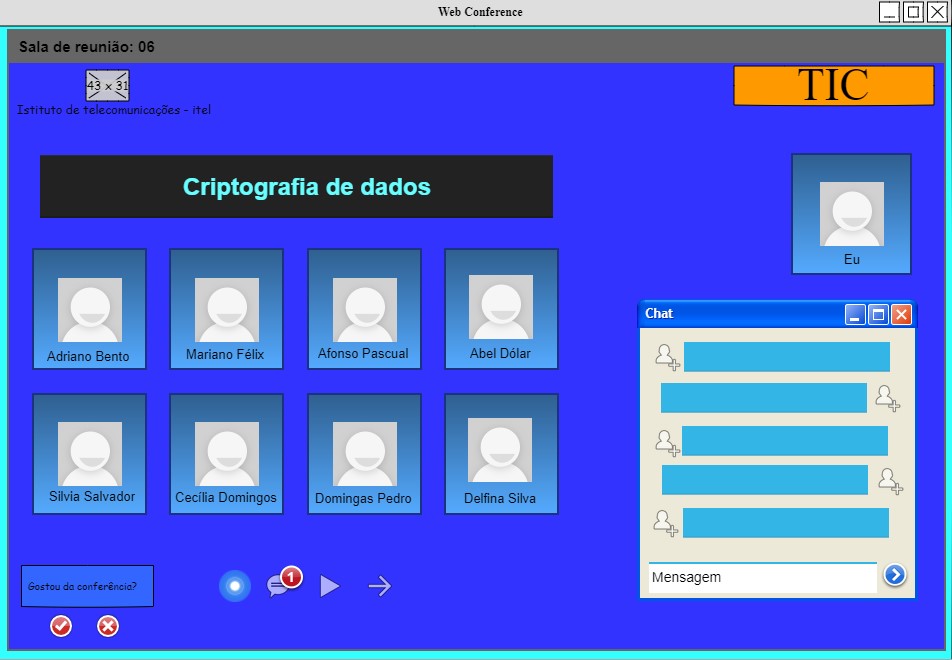 Web Conference
Sala de reunião: 06
43 x 31
Istituto de telecomunicações - itel
TIC
Criptografia de dados
Eu
Adriano Bento
Mariano Félix
Afonso Pascual
Abel Dólar
Chat
Silvia Salvador
Cecília Domingos
Domingas Pedro
Delfina Silva
Mensagem
Gostou da conferência?
1